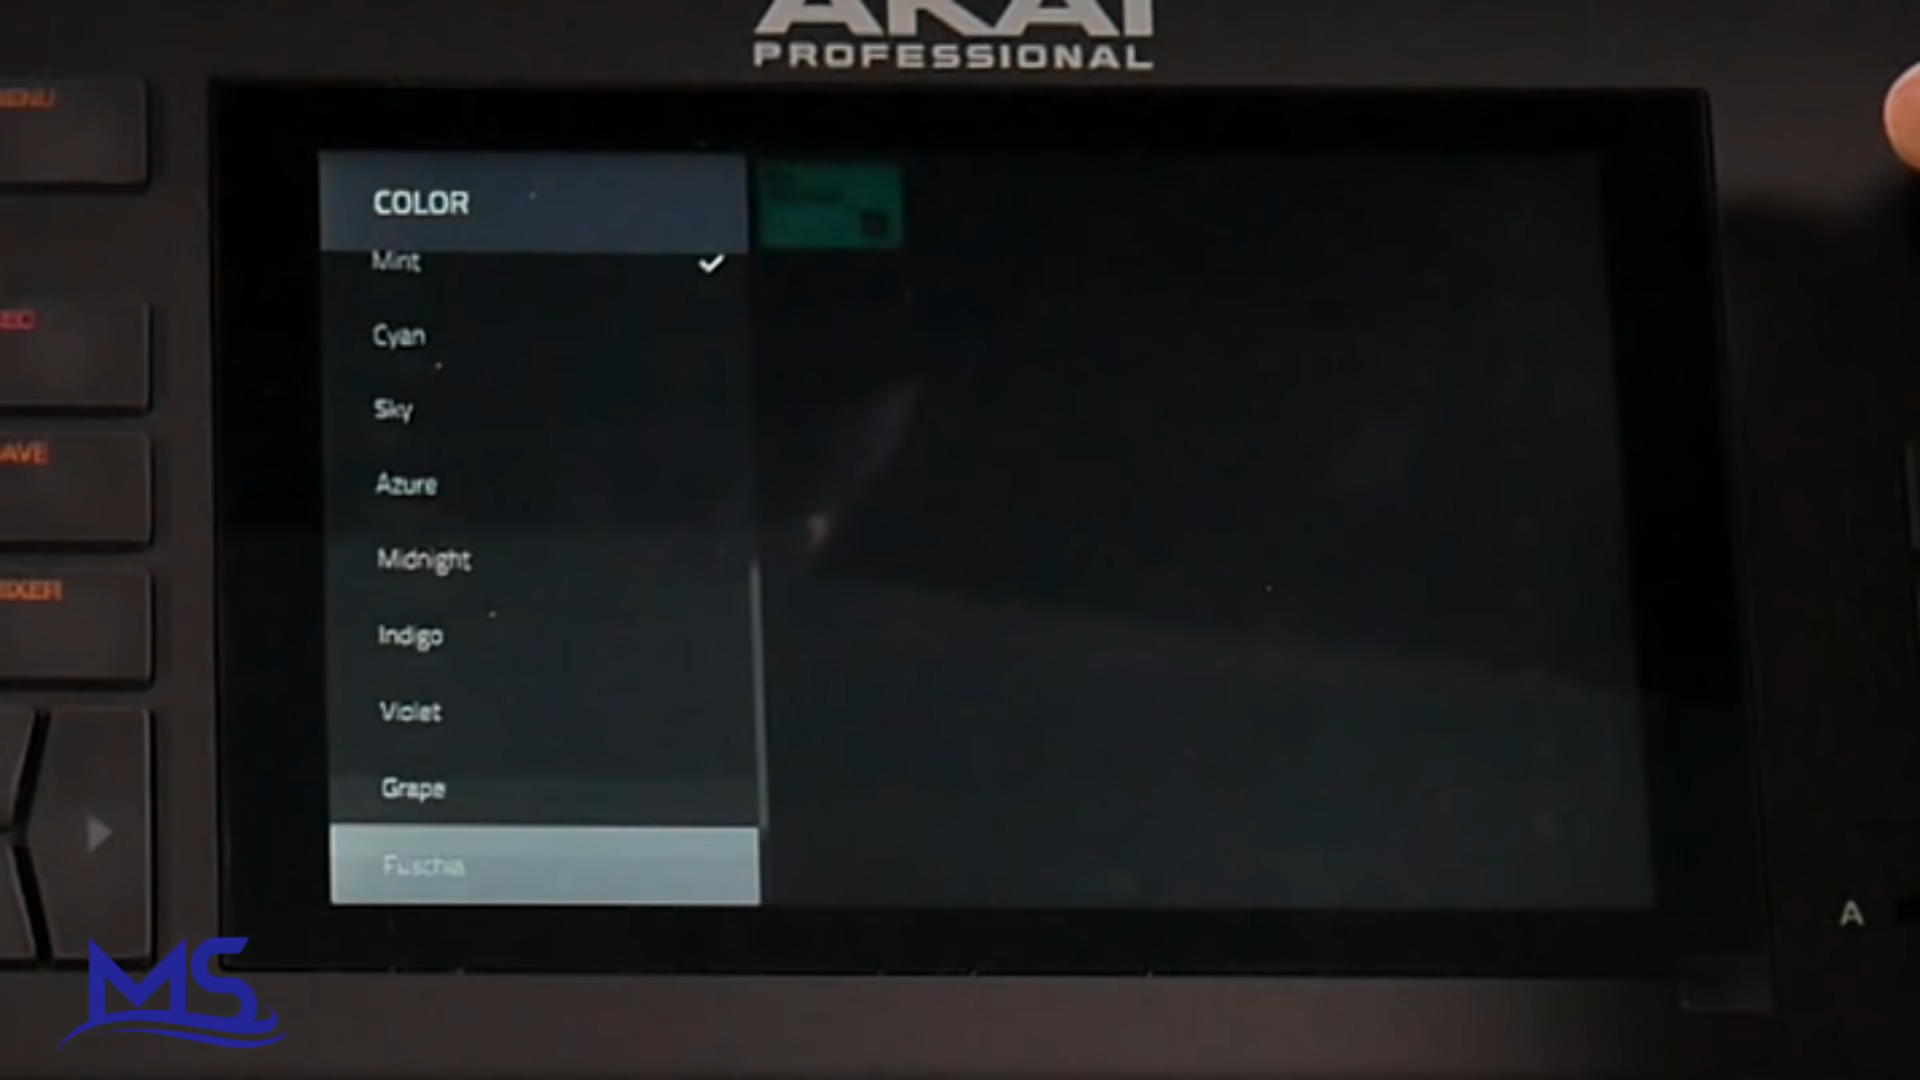 AKAI
PROFESSIONAL
COLOR
Mint
Cyan
Sky
Azure
Midnight
Indigo
Violet
Grape
Fuschia
A
MS